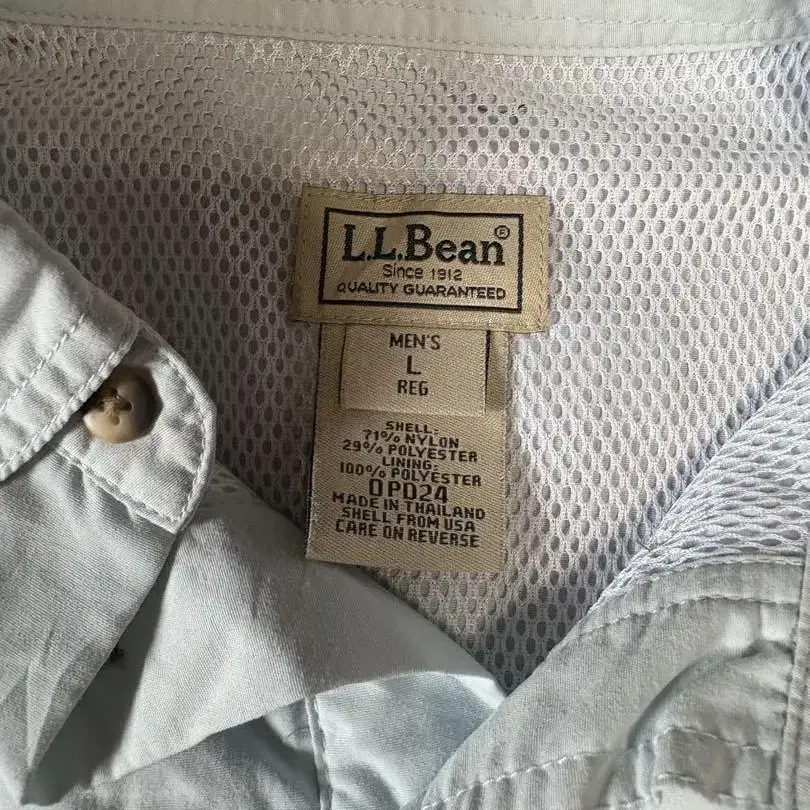 L.L.Bean®
Since 1912
QUALITY GUARANTEED
MEN'S
L
REG
SHELL:
71% NYLON
29% POLYESTER
LINING:
100% POLYESTER
0PD24
MADE IN THAILAND
SHELL FROM USA
CARE ON REVERSE